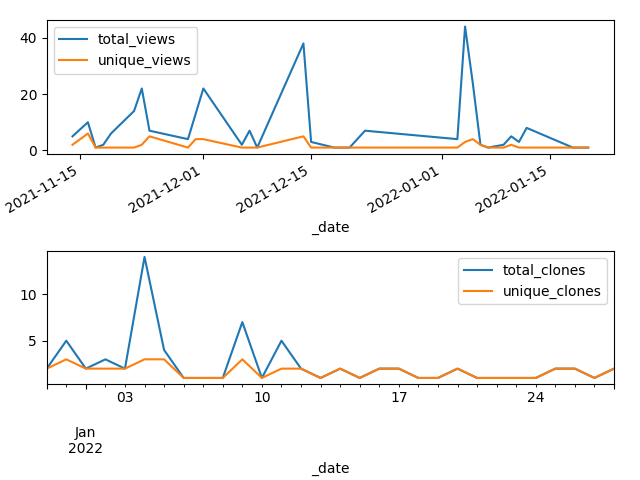 40
20
0
total_views
unique_views
2021-11-15
2021-12-01
2021-12-15
2022-01-01
2022-01-15
_date
10
5
total_clones
unique_clones
03
10
17
24
Jan
2022
_date